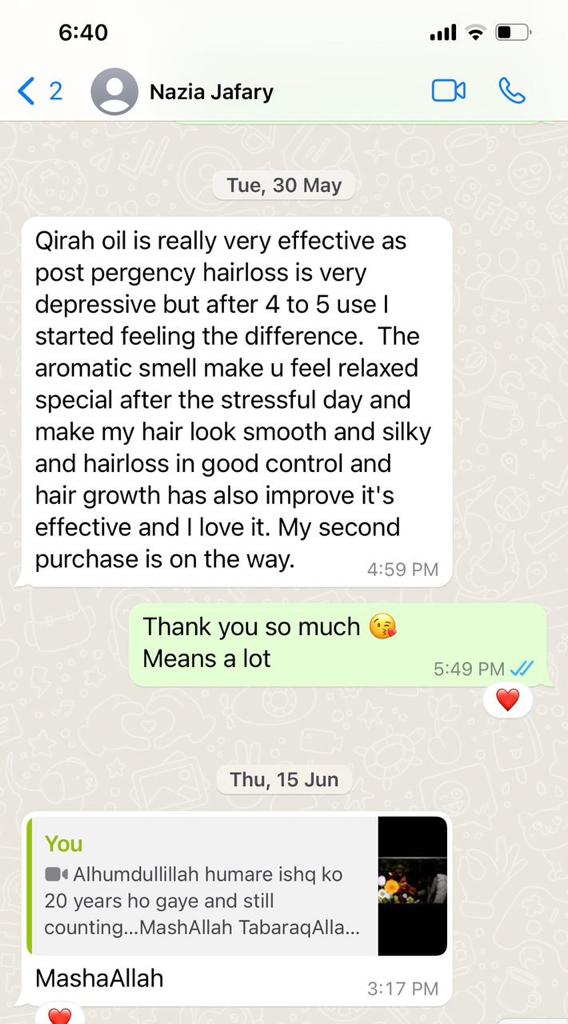 6:40
2
Nazia Jafary
Tue, 30 May
Qirah oil is really very effective as
post pergency hairloss is very
depressive but after 4 to 5 use I
started feeling the difference.  The
aromatic smell make u feel relaxed
special after the stressful day and
make my hair look smooth and silky
and hairloss in good control and
hair growth has also improve it's
effective and I love it. My second
purchase is on the way.
4:59 PM
Thank you so much 😘
Means a lot
5:49 PM
❤️
Thu, 15 Jun
You
Alhumdullillah humare ishq ko
20 years ho gaye and still
counting...MashAllah TabaraqAlla...
MashaAllah
3:17 PM
❤️